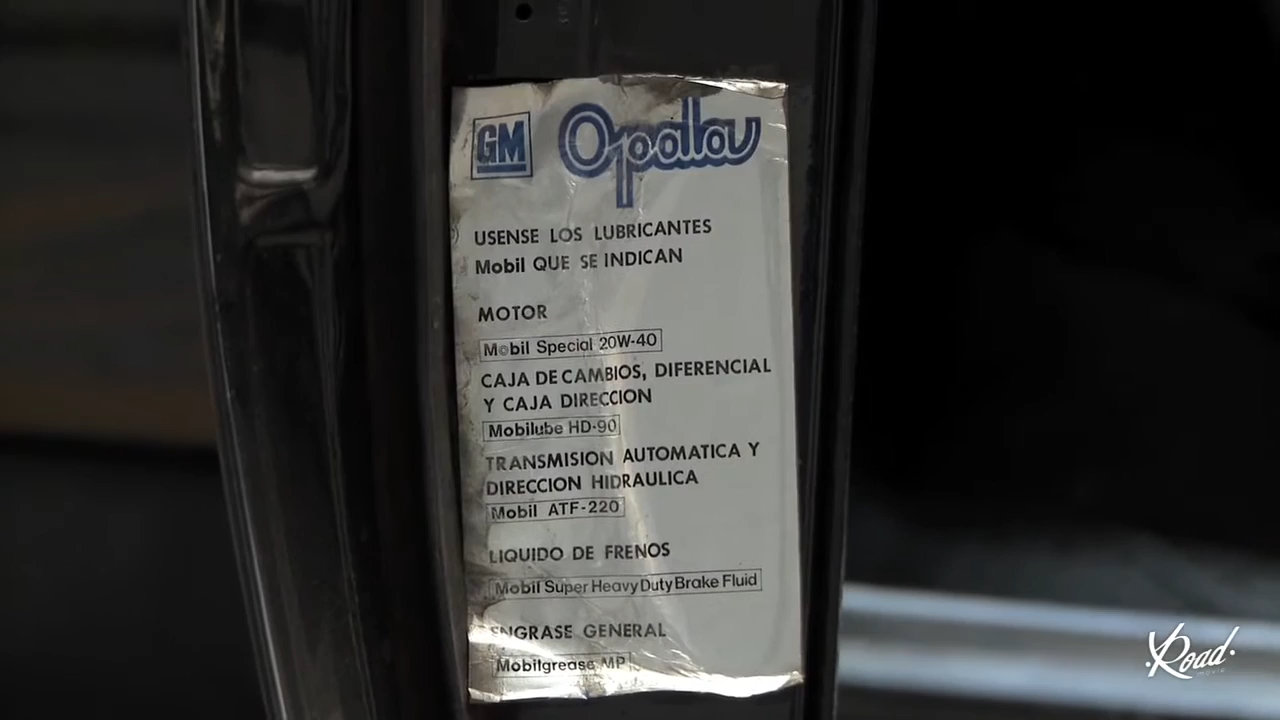 GM Opala
USENSE LOS LUBRICANTES
Mobil QUE SE INDICAN
MOTOR
Mobil Special 20W-40
CAJA DE CAMBIOS, DIFERENCIAL
Y CAJA DIRECCION
Mobilube HD-90
TRANSMISION AUTOMATICA Y
DIRECCION HIDRAULICA
Mobil ATF-220
LIQUIDO DE FRENOS
Mobil Super Heavy Duty Brake Fluid
ENGRASE GENERAL
Mobilgrease MP
Road